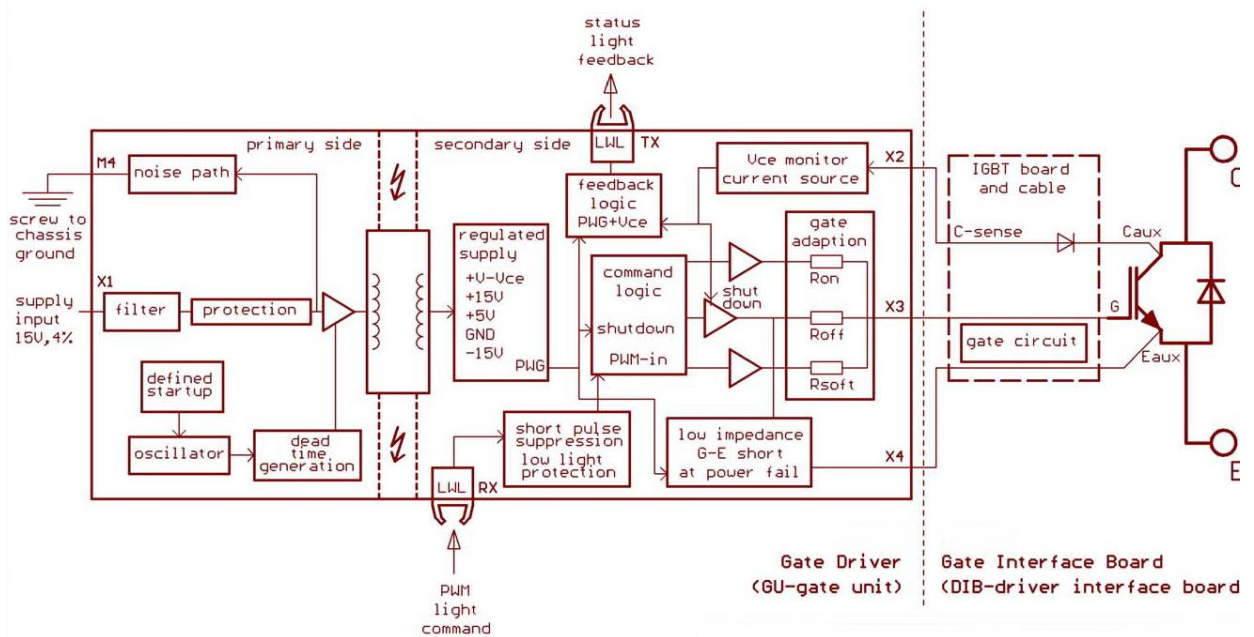 status
light
feedback
primary side
secondary side
LWL TX
M4
noise path
feedback
logic
PWG+Vce
Vce monitor
current source
X2
IGBT board
and cable
C
screw to
chassis
ground
regulated
supply
+V-Vce
+15V
+5V
GND
-15V
PWG
gate
adaption
Ron
Roff
Rsoft
C-sense
Caux
X1
supply
input
15V,4%
filter
protection
command
logic
shutdown
PWM-in
shut
down
X3
G
gate circuit
Eaux
defined
startup
oscillator
dead
time
generation
short pulse
suppression
low light
protection
low impedance
G-E short
at power fail
X4
E
LWL RX
PWM
light
command
Gate Driver
(GU-gate unit)
Gate Interface Board
(DIB-driver interface board